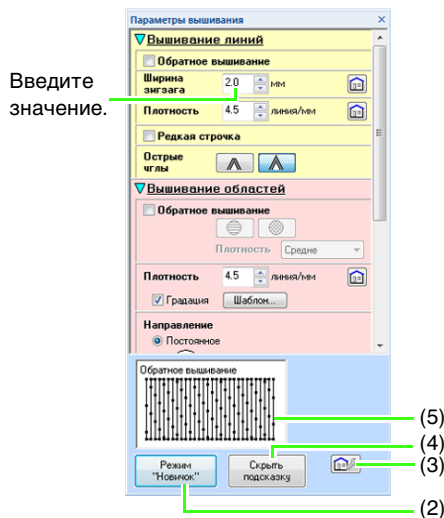 Параметры вышивания
Вышивание линий
Обратное вышивание
Введите
значение.
Ширина
зигзага
2.0 мм
Плотность 4.5 линия/мм
Редкая строчка
Острые
чглы
Вышивание областей
Обратное вышивание
Плотность Средне
Плотность 4.5 линия/мм
Градация Шаблон...
Направление
Постоянное
Обратное вышивание
(5)
(4)
(3)
Режим
"Новичок"
Скрыть
подсказку
(2)